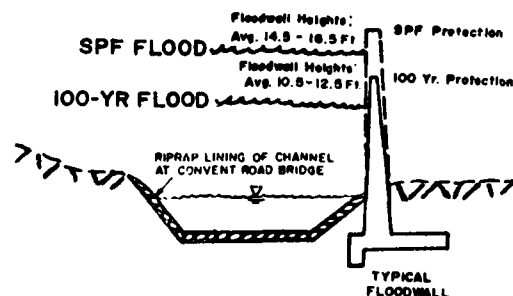 Floodwall Heights:
Avg. 14.5 - 16.5 Ft.
SPF FLOOD
SPF Protection
Floodwall Heights:
Avg. 10.5 - 12.5 Ft.
100 Yr. Protection
100-YR FLOOD
RIPRAP LINING OF CHANNEL
AT CONVENT ROAD BRIDGE
TYPICAL
FLOODWALL